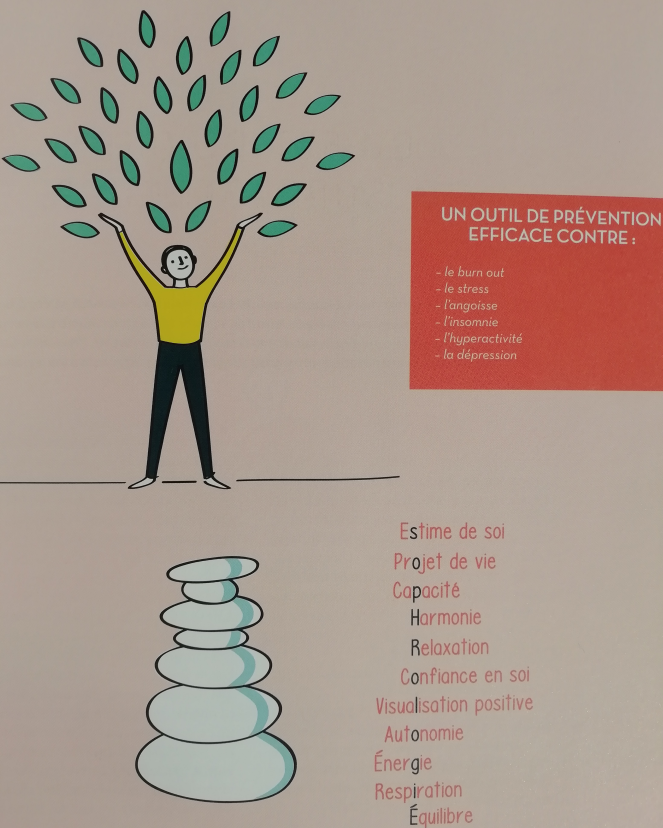 UN OUTIL DE PRÉVENTION
EFFICACE CONTRE :
- le burn out
- le stress
- l'angoisse
- l'insomnie
- l'hyperactivité
- la dépression
Estime de soi
Projet de vie
Capacité
Harmonie
Relaxation
Confiance en soi
Visualisation positive
Autonomie
Énergie
Respiration
Équilibre